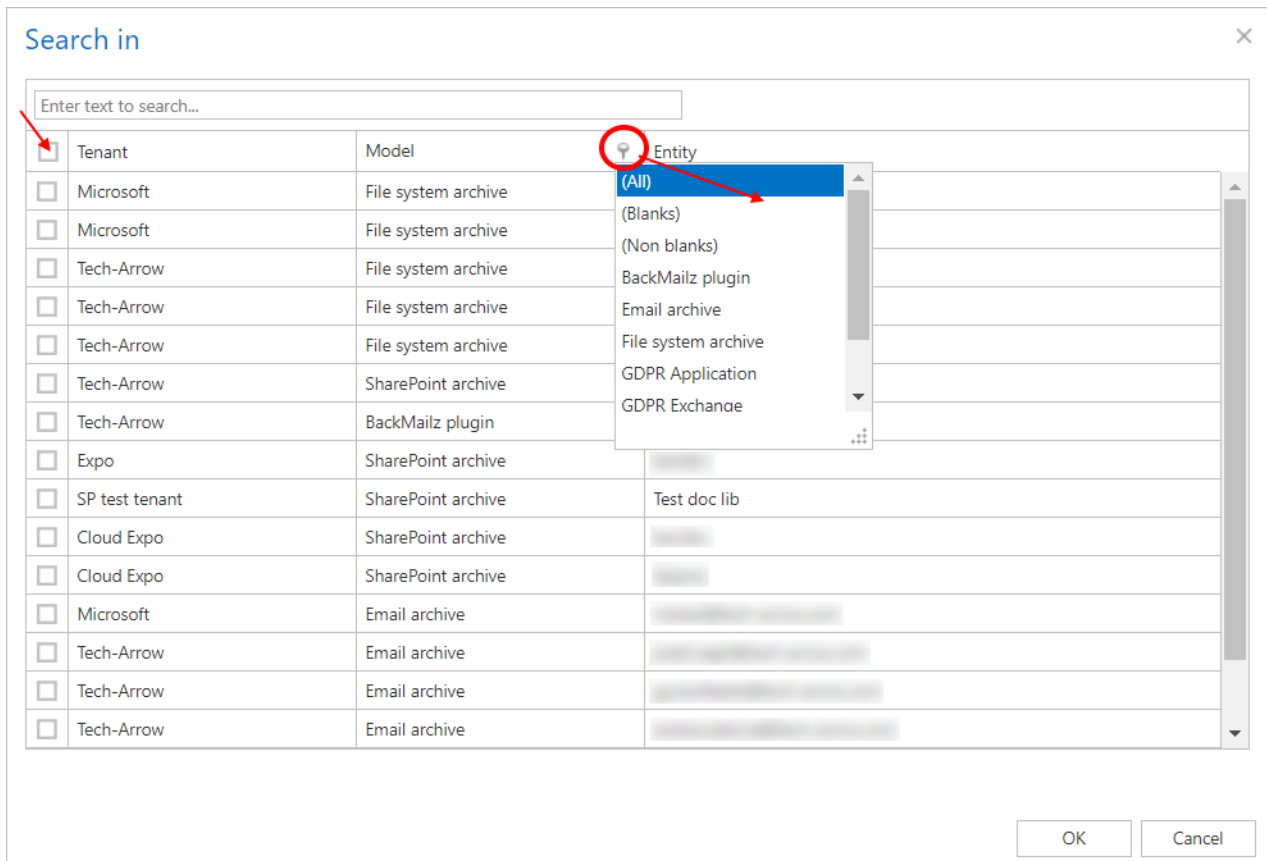 Search in
Enter text to search...
Tenant Model Entity
Microsoft File system archive (All)
Microsoft File system archive (Blanks)
(Non blanks)
Tech-Arrow File system archive BackMailz plugin
Tech-Arrow File system archive Email archive
Tech-Arrow File system archive File system archive
Tech-Arrow SharePoint archive GDPR Application
Tech-Arrow BackMailz plugin GDPR Exchange
Expo SharePoint archive
SP test tenant SharePoint archive Test doc lib
Cloud Expo SharePoint archive
Cloud Expo SharePoint archive
Microsoft Email archive
Tech-Arrow Email archive
Tech-Arrow Email archive
Tech-Arrow Email archive
OK Cancel